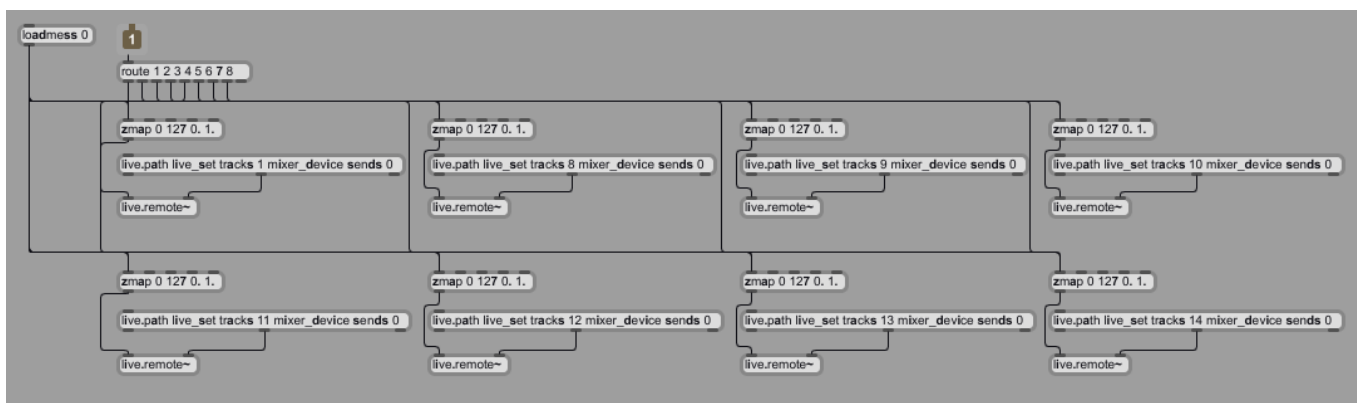 loadmess 0
1
route 1 2 3 4 5 6 7 8
zmap 0 127 0. 1.
zmap 0 127 0. 1.
zmap 0 127 0. 1.
zmap 0 127 0. 1.
live.path live_set tracks 1 mixer_device sends 0
live.path live_set tracks 8 mixer_device sends 0
live.path live_set tracks 9 mixer_device sends 0
live.path live_set tracks 10 mixer_device sends 0
live.remote~
live.remote~
live.remote~
live.remote~
zmap 0 127 0. 1.
zmap 0 127 0. 1.
zmap 0 127 0. 1.
zmap 0 127 0. 1.
live.path live_set tracks 11 mixer_device sends 0
live.path live_set tracks 12 mixer_device sends 0
live.path live_set tracks 13 mixer_device sends 0
live.path live_set tracks 14 mixer_device sends 0
live.remote~
live.remote~
live.remote~
live.remote~